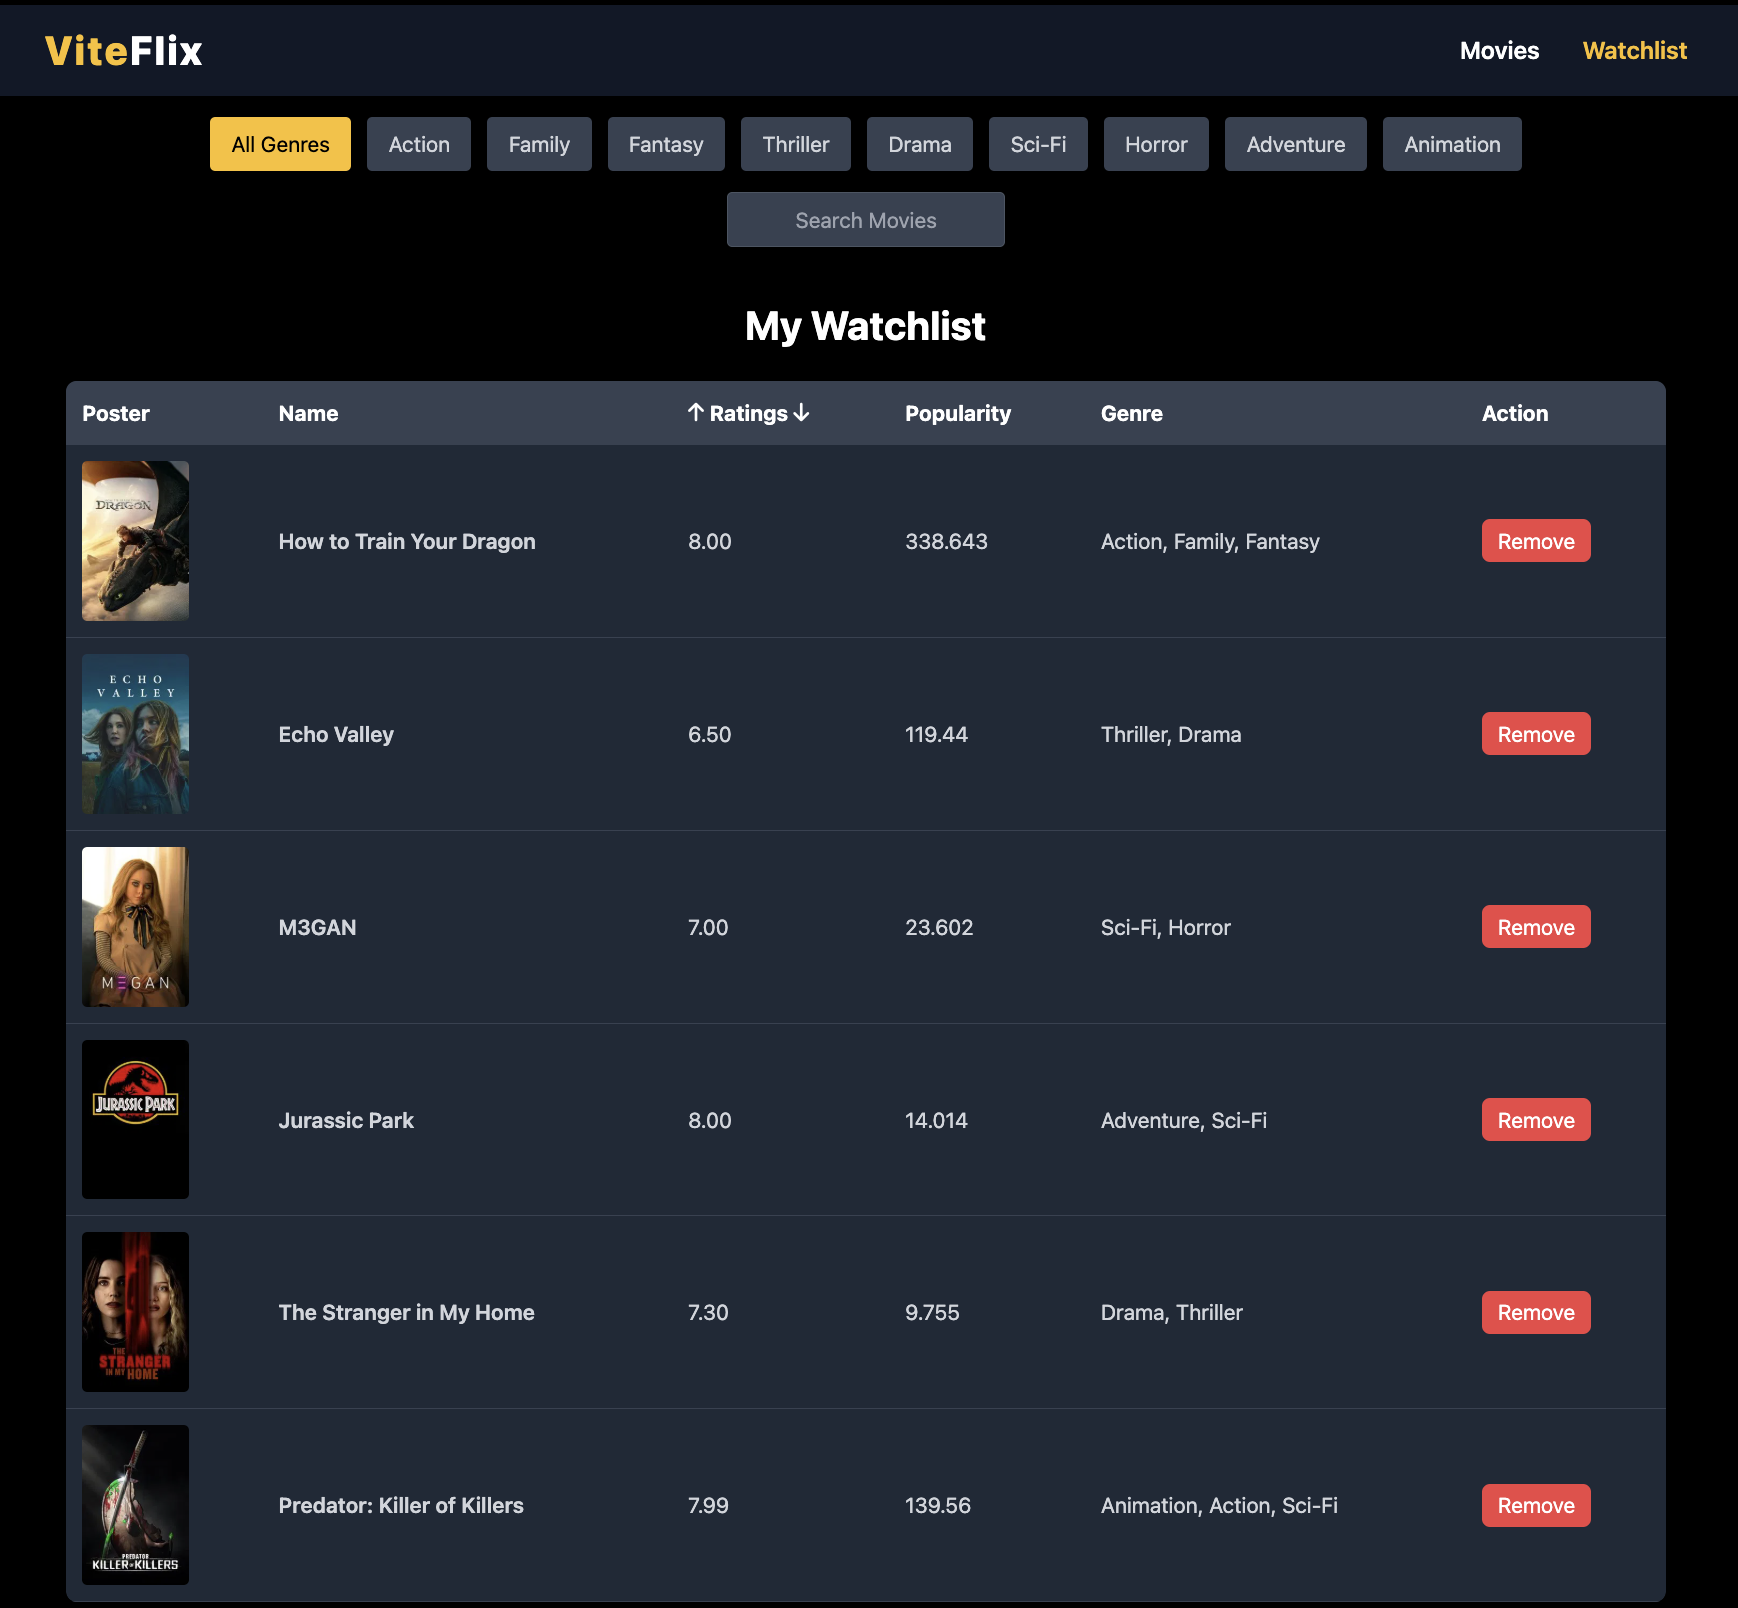 ViteFlix
Movies Watchlist
All Genres Action Family Fantasy Thriller Drama Sci-Fi Horror Adventure Animation
Search Movies
My Watchlist
Poster Name ↑ Ratings ↓ Popularity Genre Action
DRAGON
How to Train Your Dragon 8.00 338.643 Action, Family, Fantasy Remove
ECHO
VALLEY
Echo Valley 6.50 119.44 Thriller, Drama Remove
M3GAN 7.00 23.602 Sci-Fi, Horror Remove
MƎGAN
JURASSIC PARK
Jurassic Park 8.00 14.014 Adventure, Sci-Fi Remove
The Stranger in My Home 7.30 9.755 Drama, Thriller Remove
THE
STRANGER
IN MY HOME
Predator: Killer of Killers 7.99 139.56 Animation, Action, Sci-Fi Remove
PREDATOR
KILLER OF KILLERS